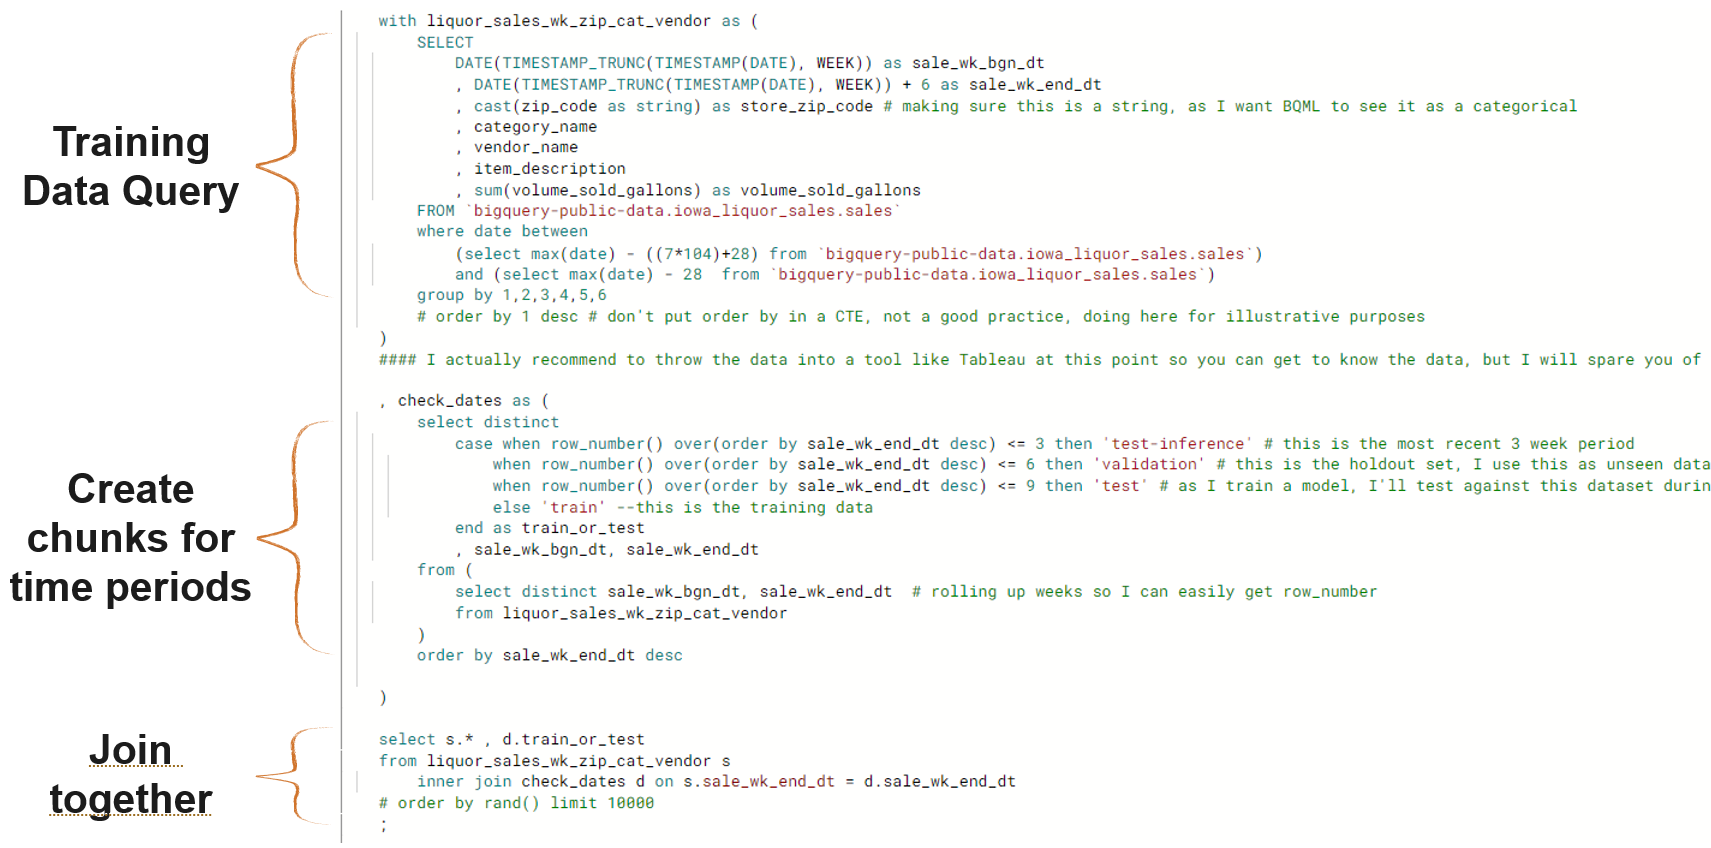 Training
Data Query
with liquor_sales_wk_zip_cat_vendor as (
SELECT
DATE(TIMESTAMP_TRUNC(TIMESTAMP(DATE), WEEK)) as sale_wk_bgn_dt
, DATE(TIMESTAMP_TRUNC(TIMESTAMP(DATE), WEEK)) + 6 as sale_wk_end_dt
, cast(zip_code as string) as store_zip_code # making sure this is a string, as I want BQML to see it as a categorical
, category_name
, vendor_name
, item_description
, sum(volume_sold_gallons) as volume_sold_gallons
FROM `bigquery-public-data.iowa_liquor_sales.sales`
where date between
(select max(date) - ((7*104)+28) from `bigquery-public-data.iowa_liquor_sales.sales`)
and (select max(date) - 28  from `bigquery-public-data.iowa_liquor_sales.sales`)
group by 1,2,3,4,5,6
# order by 1 desc # don't put order by in a CTE, not a good practice, doing here for illustrative purposes
)
#### I actually recommend to throw the data into a tool like Tableau at this point so you can get to know the data, but I will spare you of
Create
chunks for
time periods
, check_dates as (
select distinct
case when row_number() over(order by sale_wk_end_dt desc) <= 3 then 'test-inference' # this is the most recent 3 week period
when row_number() over(order by sale_wk_end_dt desc) <= 6 then 'validation' # this is the holdout set, I use this as unseen data
when row_number() over(order by sale_wk_end_dt desc) <= 9 then 'test' # as I train a model, I'll test against this dataset durin
else 'train' --this is the training data
end as train_or_test
, sale_wk_bgn_dt, sale_wk_end_dt
from (
select distinct sale_wk_bgn_dt, sale_wk_end_dt  # rolling up weeks so I can easily get row_number
from liquor_sales_wk_zip_cat_vendor
)
order by sale_wk_end_dt desc
)
Join
together
select s.* , d.train_or_test
from liquor_sales_wk_zip_cat_vendor s
inner join check_dates d on s.sale_wk_end_dt = d.sale_wk_end_dt
# order by rand() limit 10000
;